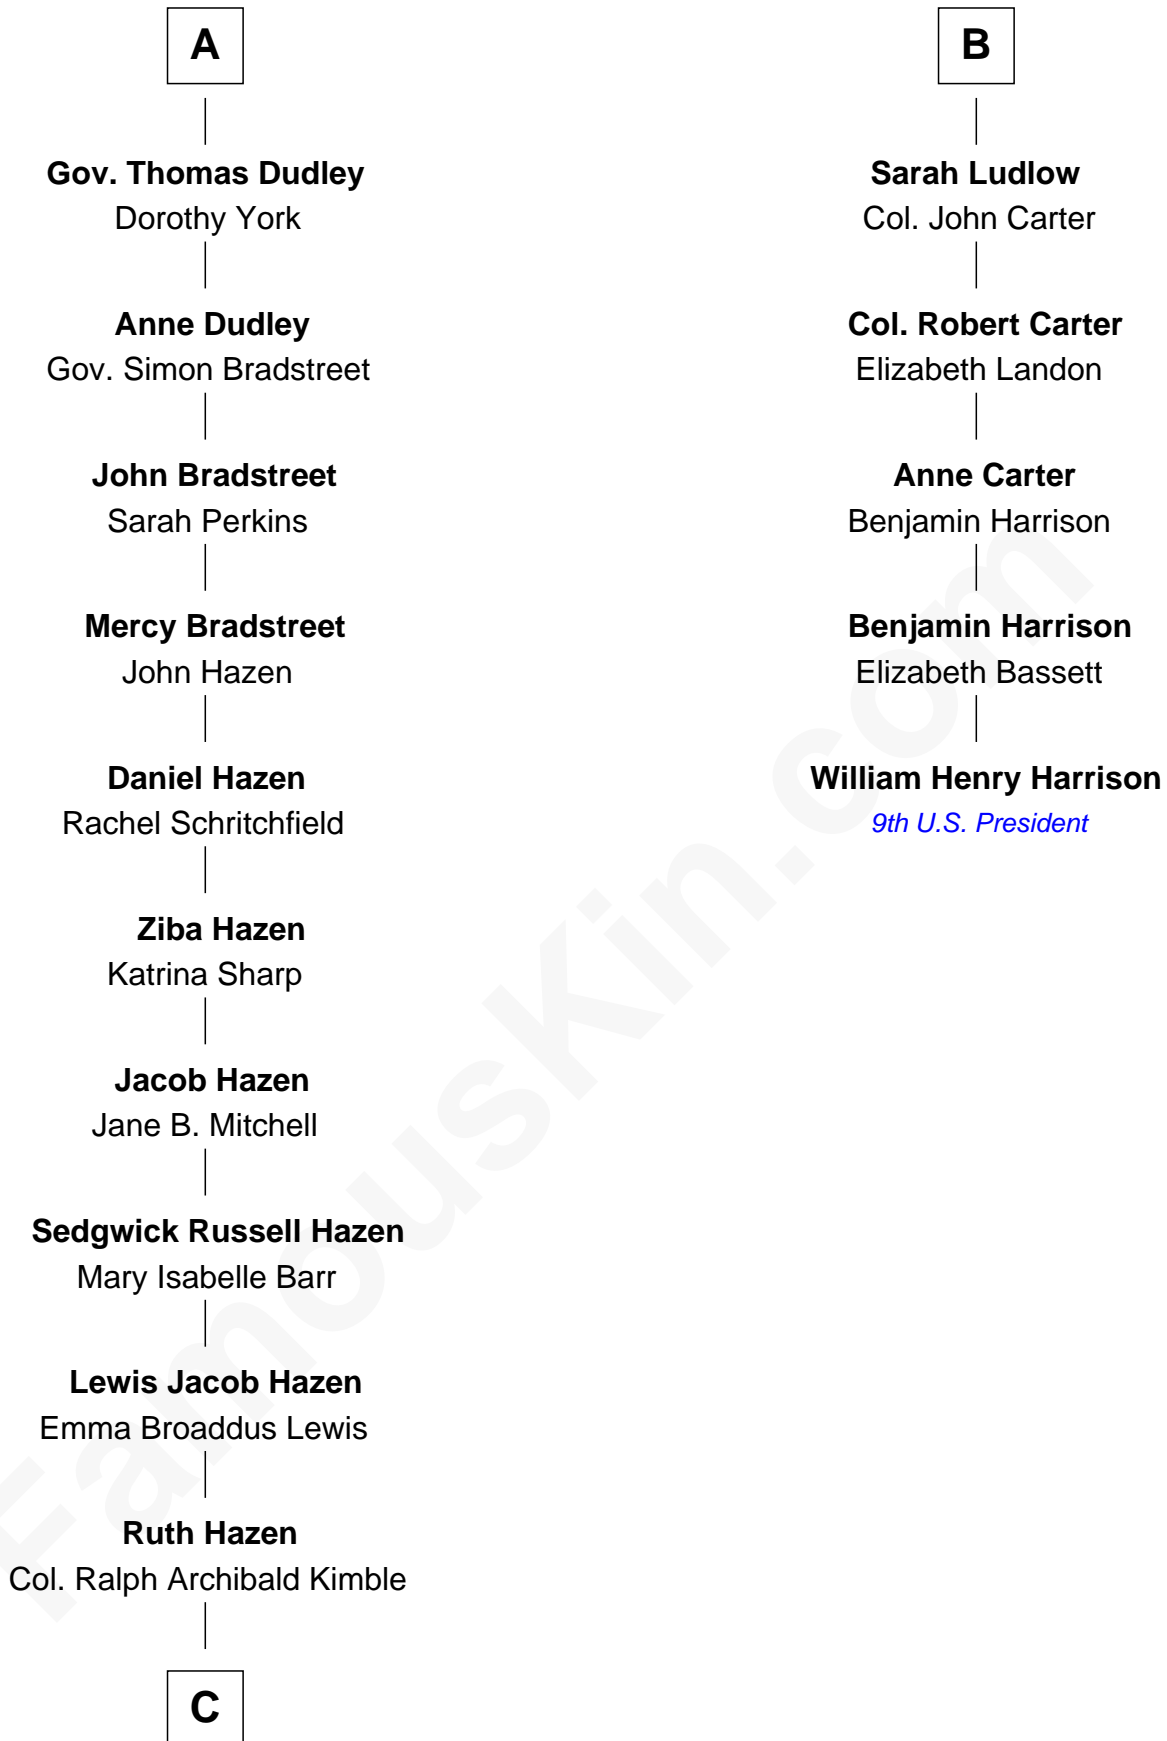 A
Gov. Thomas Dudley
Dorothy York
Anne Dudley
Gov. Simon Bradstreet
John Bradstreet
Sarah Perkins
Mercy Bradstreet
John Hazen
Daniel Hazen
Rachel Schritchfield
Ziba Hazen
Katrina Sharp
Jacob Hazen
Jane B. Mitchell
Sedgwick Russell Hazen
Mary Isabelle Barr
Lewis Jacob Hazen
Emma Broaddus Lewis
Ruth Hazen
Col. Ralph Archibald Kimble
C
B
Sarah Ludlow
Col. John Carter
Col. Robert Carter
Elizabeth Landon
Anne Carter
Benjamin Harrison
Benjamin Harrison
Elizabeth Bassett
William Henry Harrison
9th U.S. President
FamousKin.com